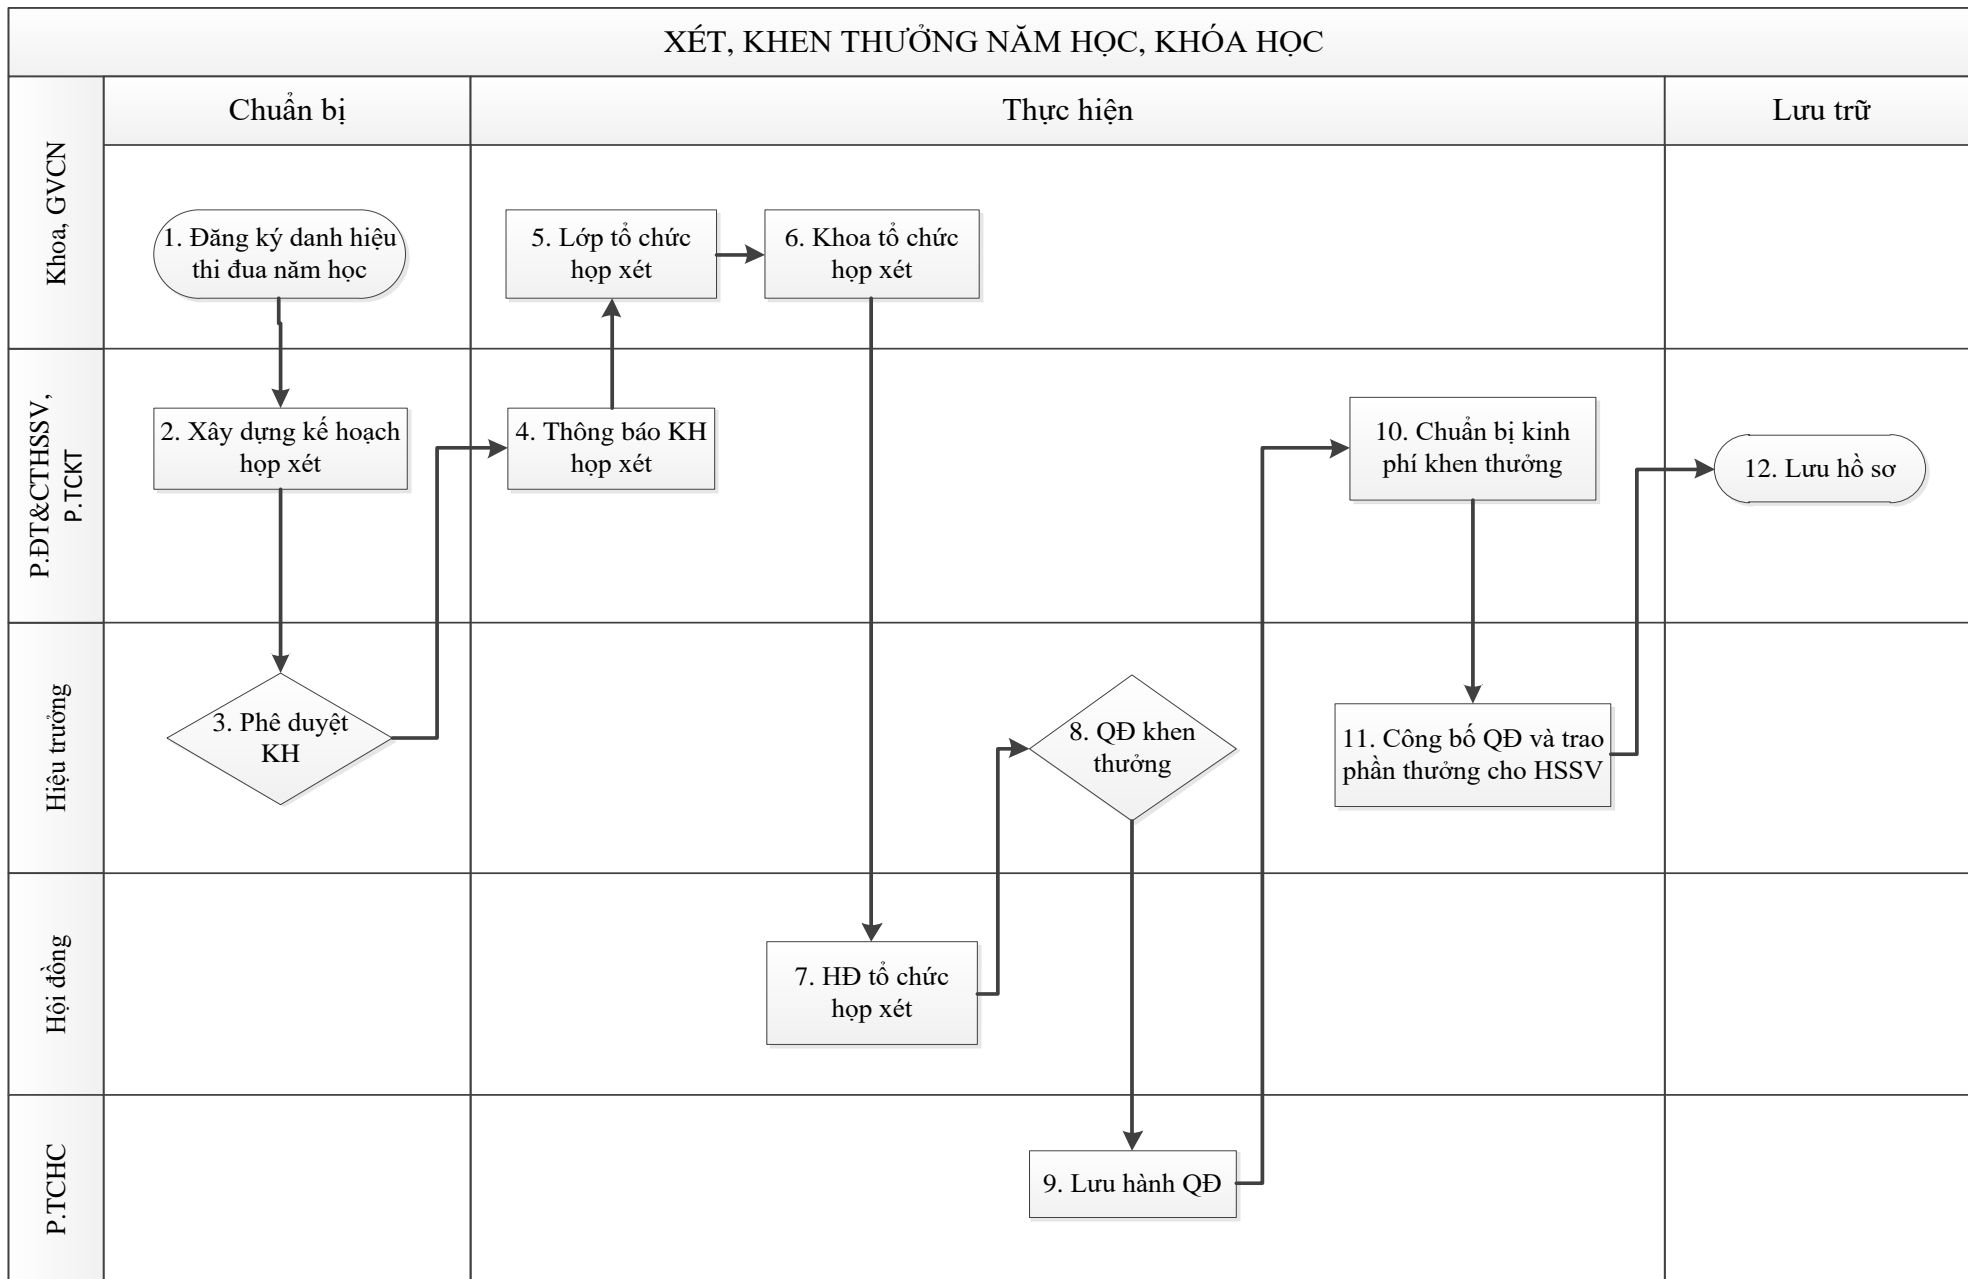 XÉT, KHEN THƯỞNG NĂM HỌC, KHÓA HỌC
Chuẩn bị
Thực hiện
Lưu trữ
Khoa, GVCN
1. Đăng ký danh hiệu
thi đua năm học
5. Lớp tổ chức
họp xét
6. Khoa tổ chức
họp xét
P.ĐT&CTHSSV,
P.TCKT
2. Xây dựng kế hoạch
họp xét
4. Thông báo KH
họp xét
10. Chuẩn bị kinh
phí khen thưởng
12. Lưu hồ sơ
Hiệu trưởng
3. Phê duyệt
KH
8. QĐ khen
thưởng
11. Công bố QĐ và trao
phần thưởng cho HSSV
Hội đồng
7. HĐ tổ chức
họp xét
P.TCHC
9. Lưu hành QĐ